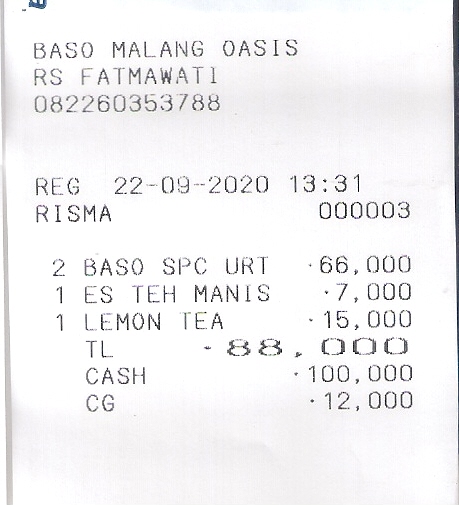 BASO MALANG OASIS
RS FATMAWATI
082260353788
REG 22-09-2020 13:31
RISMA 000003
2 BASO SPC URT ·66,000
1 ES TEH MANIS ·7,000
1 LEMON TEA ·15,000
TL ·88,000
CASH ·100,000
CG ·12,000